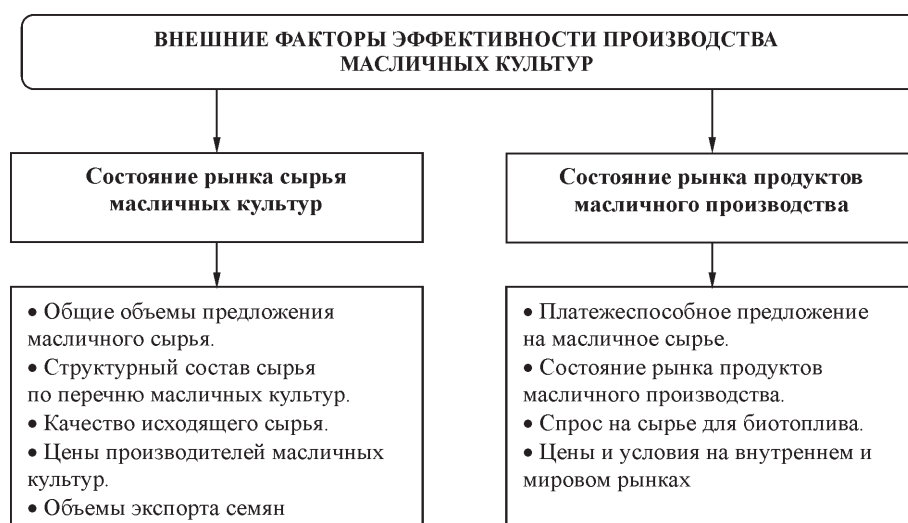 ВНЕШНИЕ ФАКТОРЫ ЭФФЕКТИВНОСТИ ПРОИЗВОДСТВА
МАСЛИЧНЫХ КУЛЬТУР
Состояние рынка сырья
масличных культур
• Общие объемы предложения
масличного сырья.
• Структурный состав сырья
по перечню масличных культур.
• Качество исходящего сырья.
• Цены производителей масличных
культур.
• Объемы экспорта семян
Состояние рынка продуктов
масличного производства
• Платежеспособное предложение
на масличное сырье.
• Состояние рынка продуктов
масличного производства.
• Спрос на сырье для биотоплива.
• Цены и условия на внутреннем и
мировом рынках